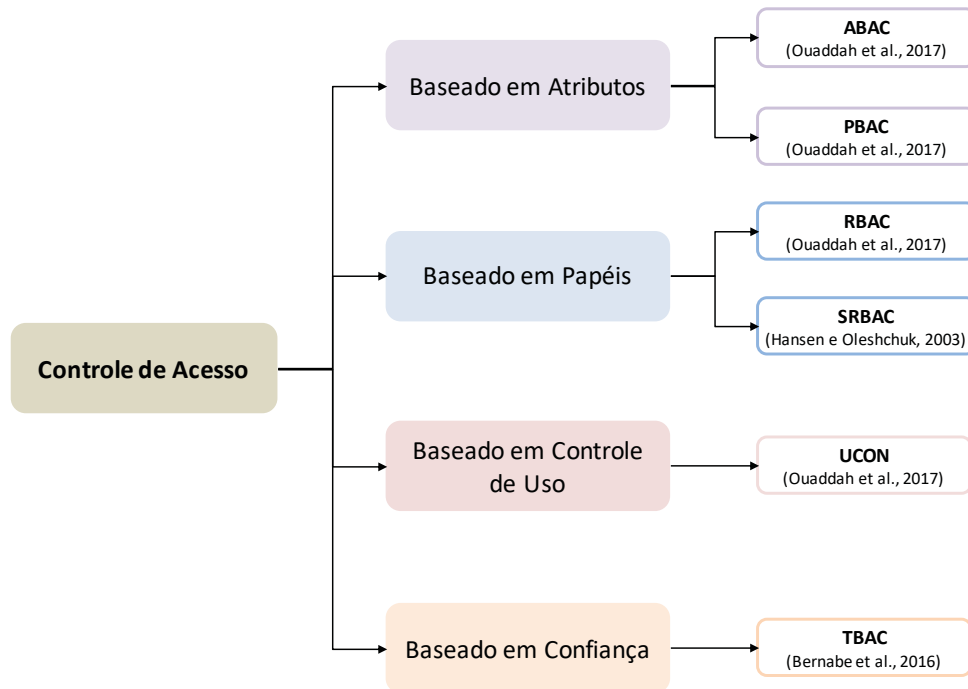 Controle de Acesso
Baseado em Atributos
ABAC
(Ouaddah et al., 2017)
PBAC
(Ouaddah et al., 2017)
Baseado em Papéis
RBAC
(Ouaddah et al., 2017)
SRBAC
(Hansen e Oleshchuk, 2003)
Baseado em Controle
de Uso
UCON
(Ouaddah et al., 2017)
Baseado em Confiança
TBAC
(Bernabe et al., 2016)